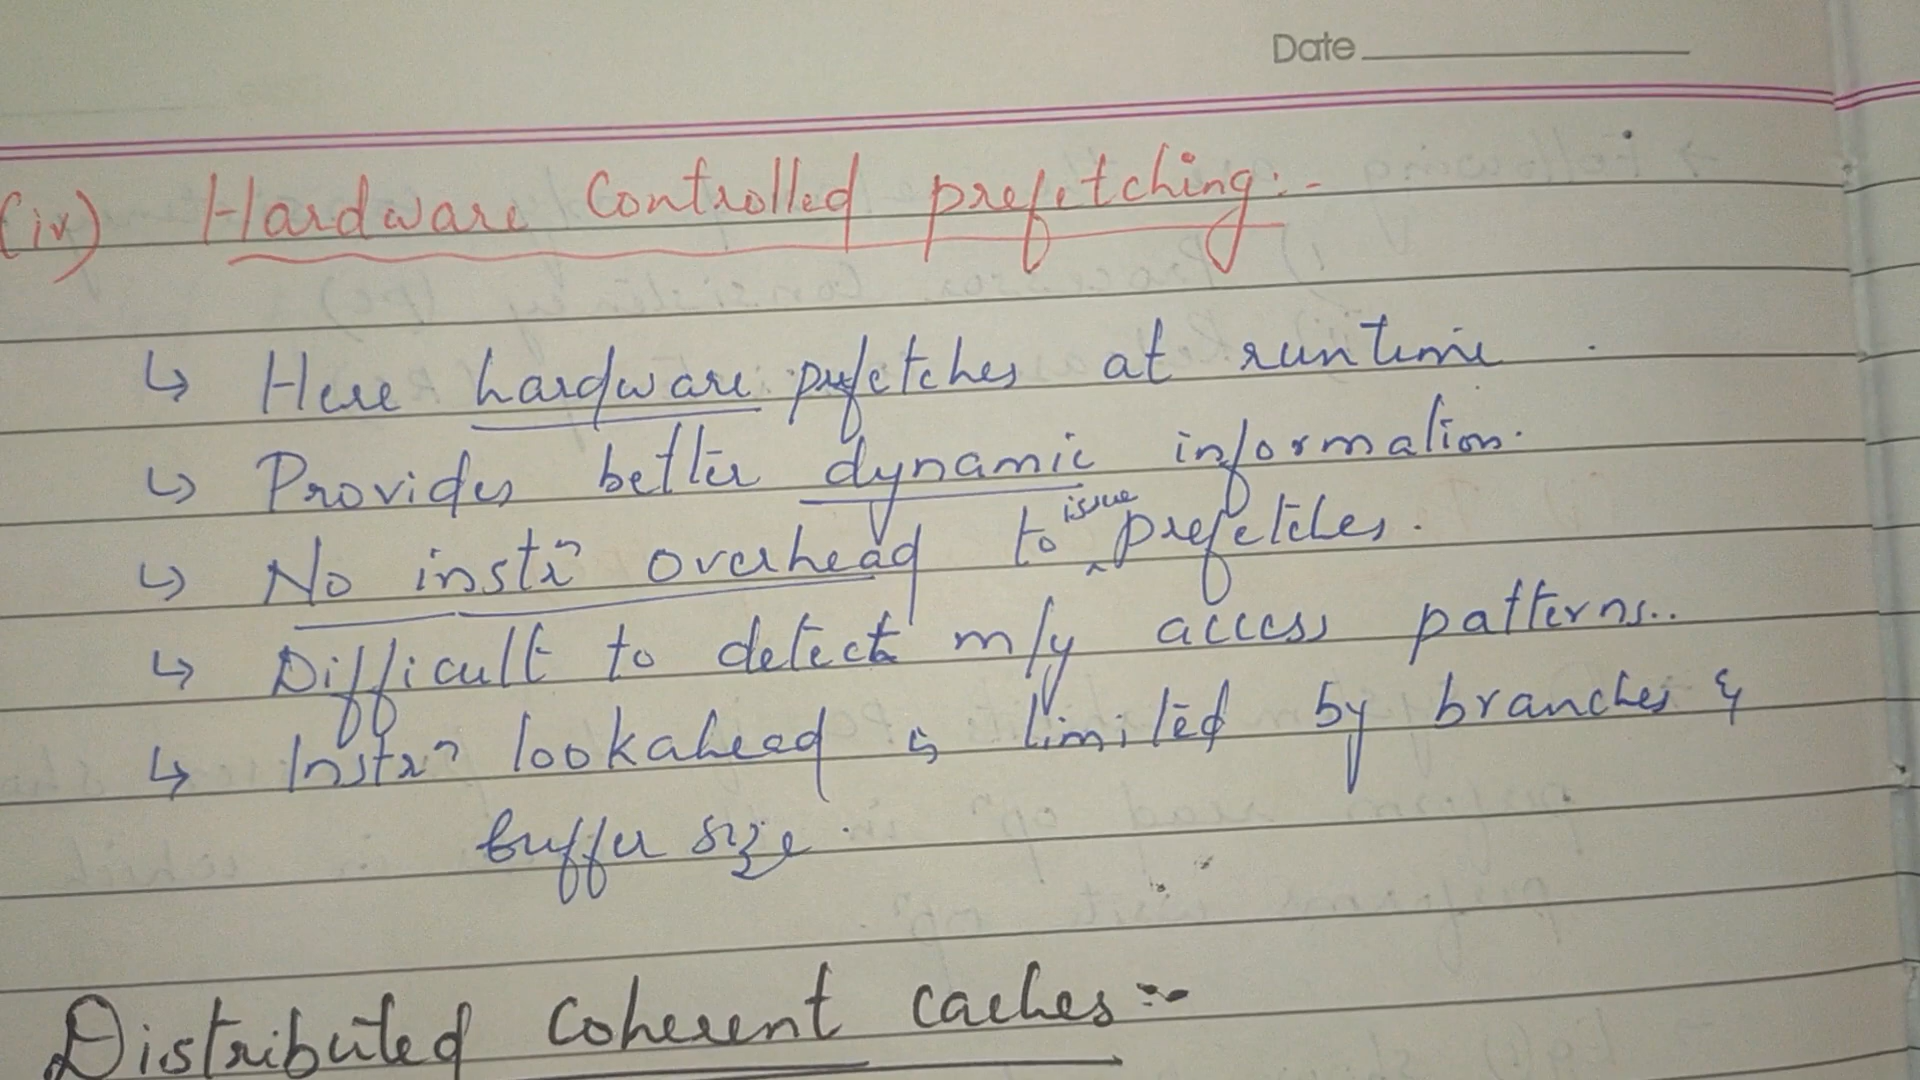 Date
(iv) Hardware Controlled prefetching:-
↳ Here hardware prefetches at runtime.
↳ Provides better dynamic information.
↳ No instrⁿ overhead to issue prefetches.
↳ Difficult to detect m/y access patterns..
↳ Instrⁿ lookahead is limited by branches &
buffer size.
Distributed Coherent caches:-